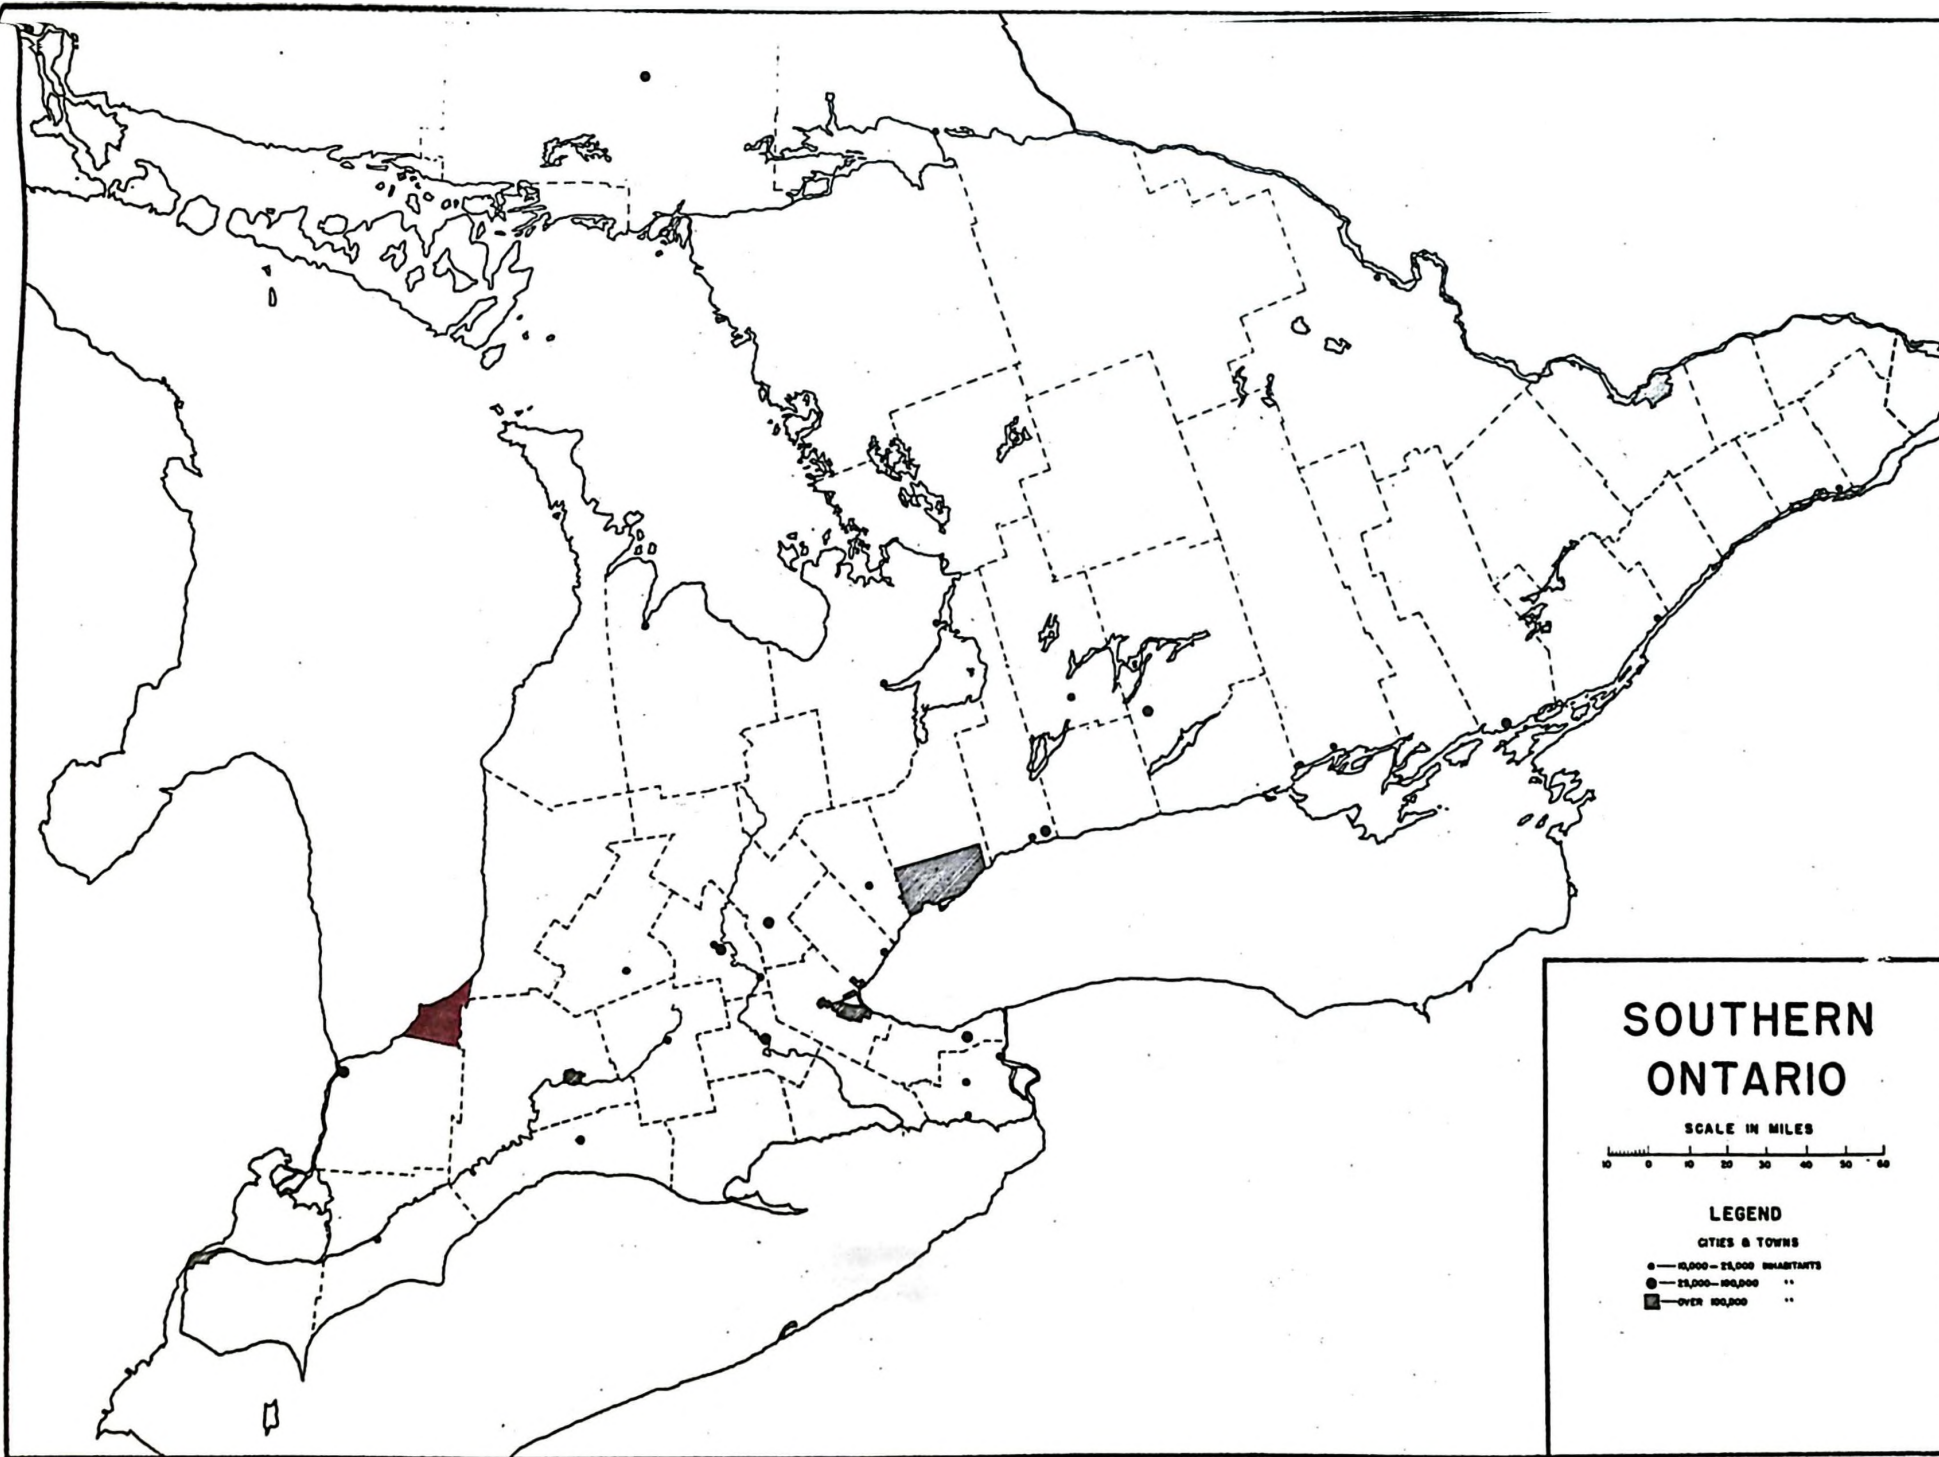 SOUTHERN
ONTARIO
SCALE IN MILES
10 0 10 20 30 40 50 60
LEGEND
CITIES & TOWNS
10,000 – 25,000 INHABITANTS
25,000 – 100,000 "
OVER 100,000 "